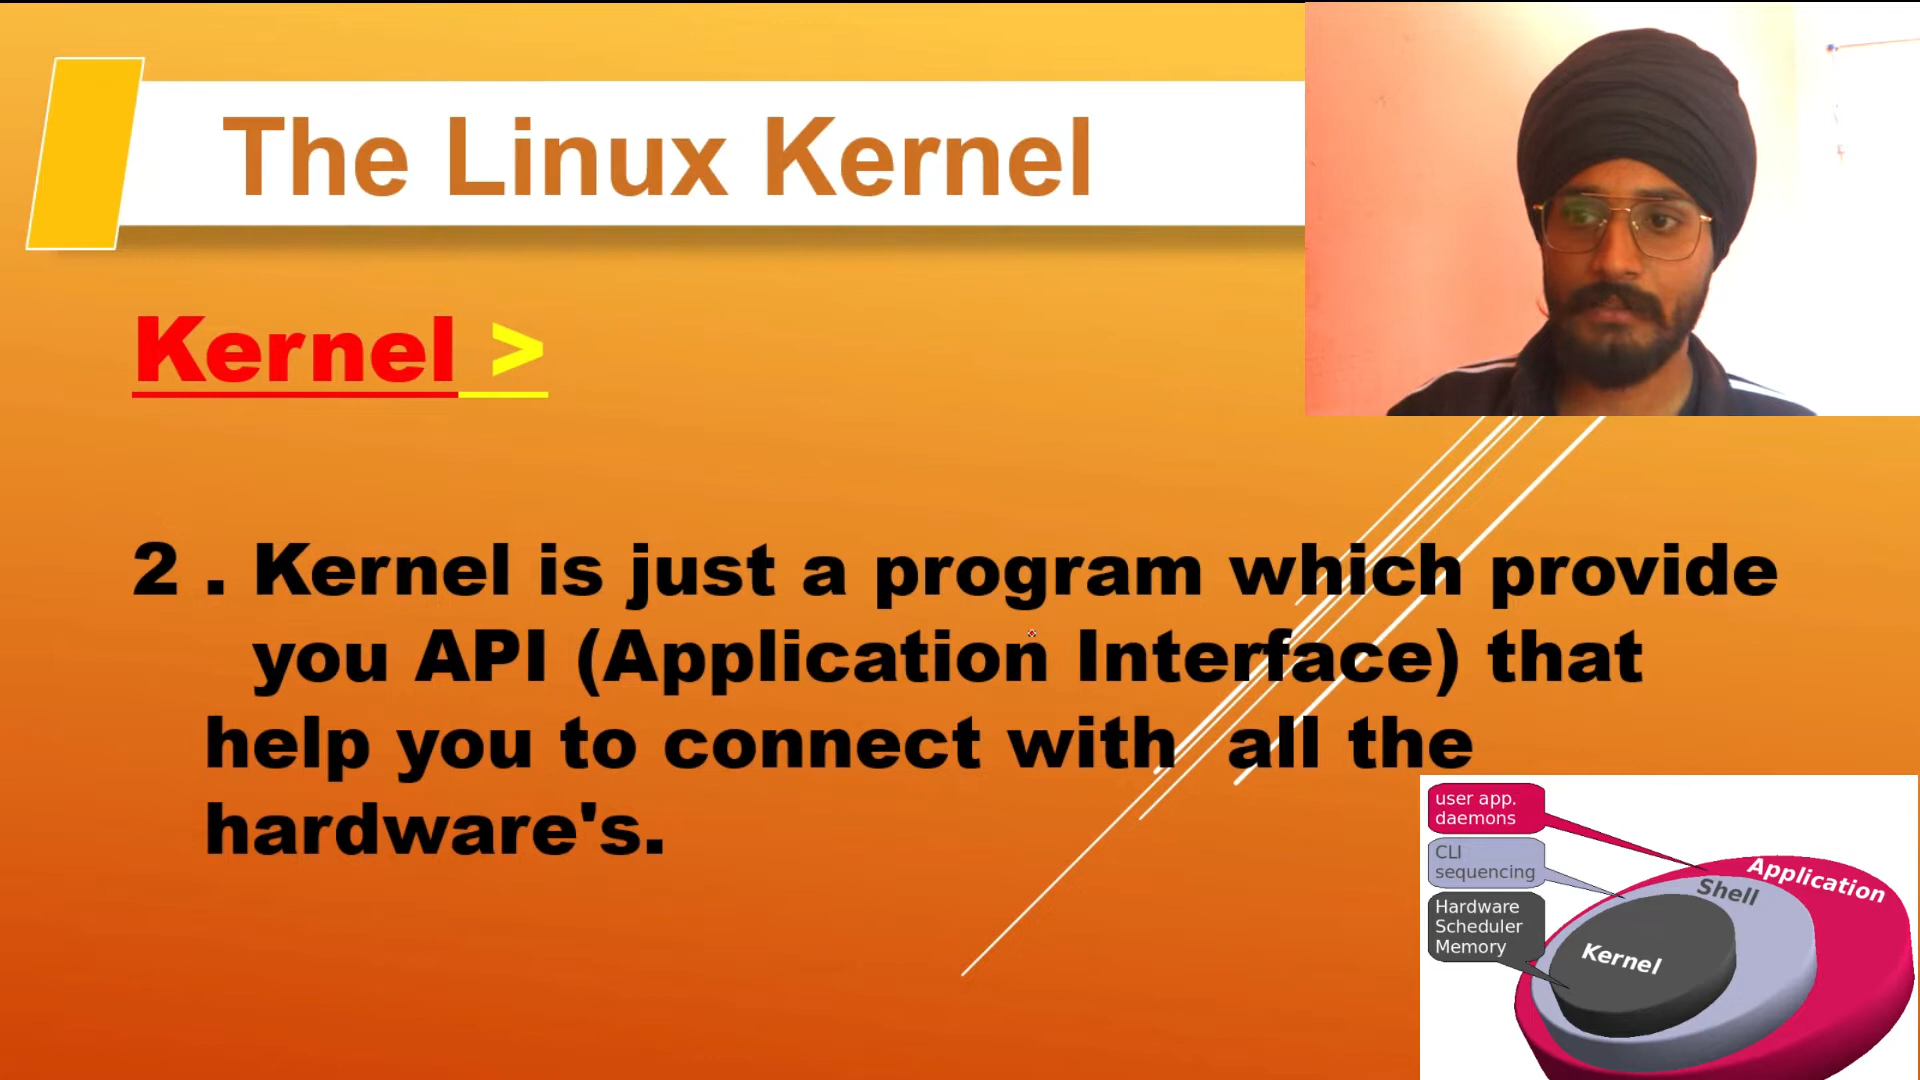 The Linux Kernel
Kernel >
2 . Kernel is just a program which provide
you API (Application Interface) that
help you to connect with all the
hardware's.
user app.
daemons
CLI
sequencing
Hardware
Scheduler
Memory
Application
Shell
Kernel